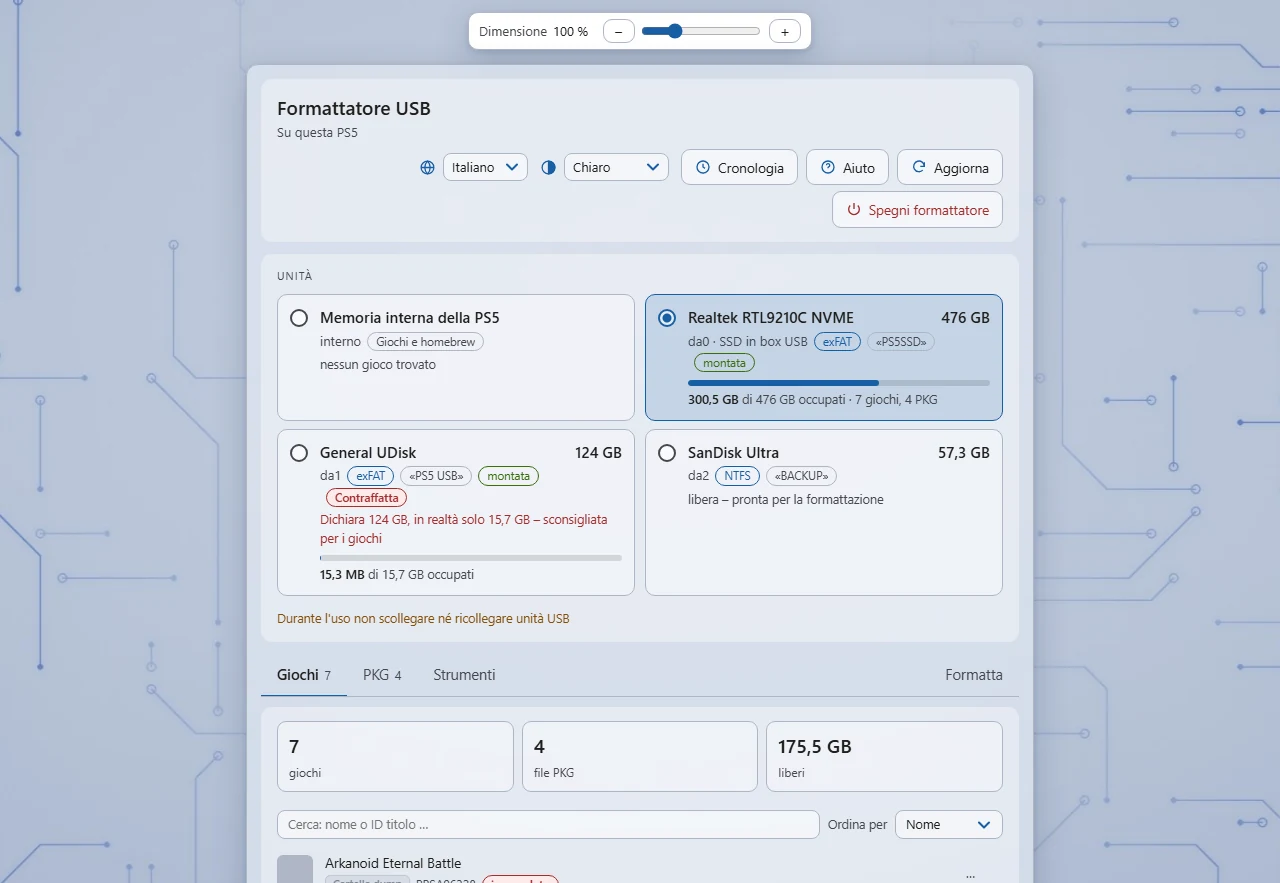 Dimensione 100 % − +
Formattatore USB
Su questa PS5
Italiano Chiaro Cronologia Aiuto Aggiorna
Spegni formattatore
UNITÀ
Memoria interna della PS5
interno Giochi e homebrew
nessun gioco trovato
Realtek RTL9210C NVME 476 GB
da0 · SSD in box USB exFAT «PS5SSD»
montata
300,5 GB di 476 GB occupati · 7 giochi, 4 PKG
General UDisk 124 GB
da1 exFAT «PS5 USB» montata
Contraffatta
Dichiara 124 GB, in realtà solo 15,7 GB – sconsigliata
per i giochi
15,3 MB di 15,7 GB occupati
SanDisk Ultra 57,3 GB
da2 NTFS «BACKUP»
libera – pronta per la formattazione
Durante l'uso non scollegare né ricollegare unità USB
Giochi 7 PKG 4 Strumenti Formatta
7
giochi
4
file PKG
175,5 GB
liberi
Cerca: nome o ID titolo ... Ordina per Nome
Arkanoid Eternal Battle
...